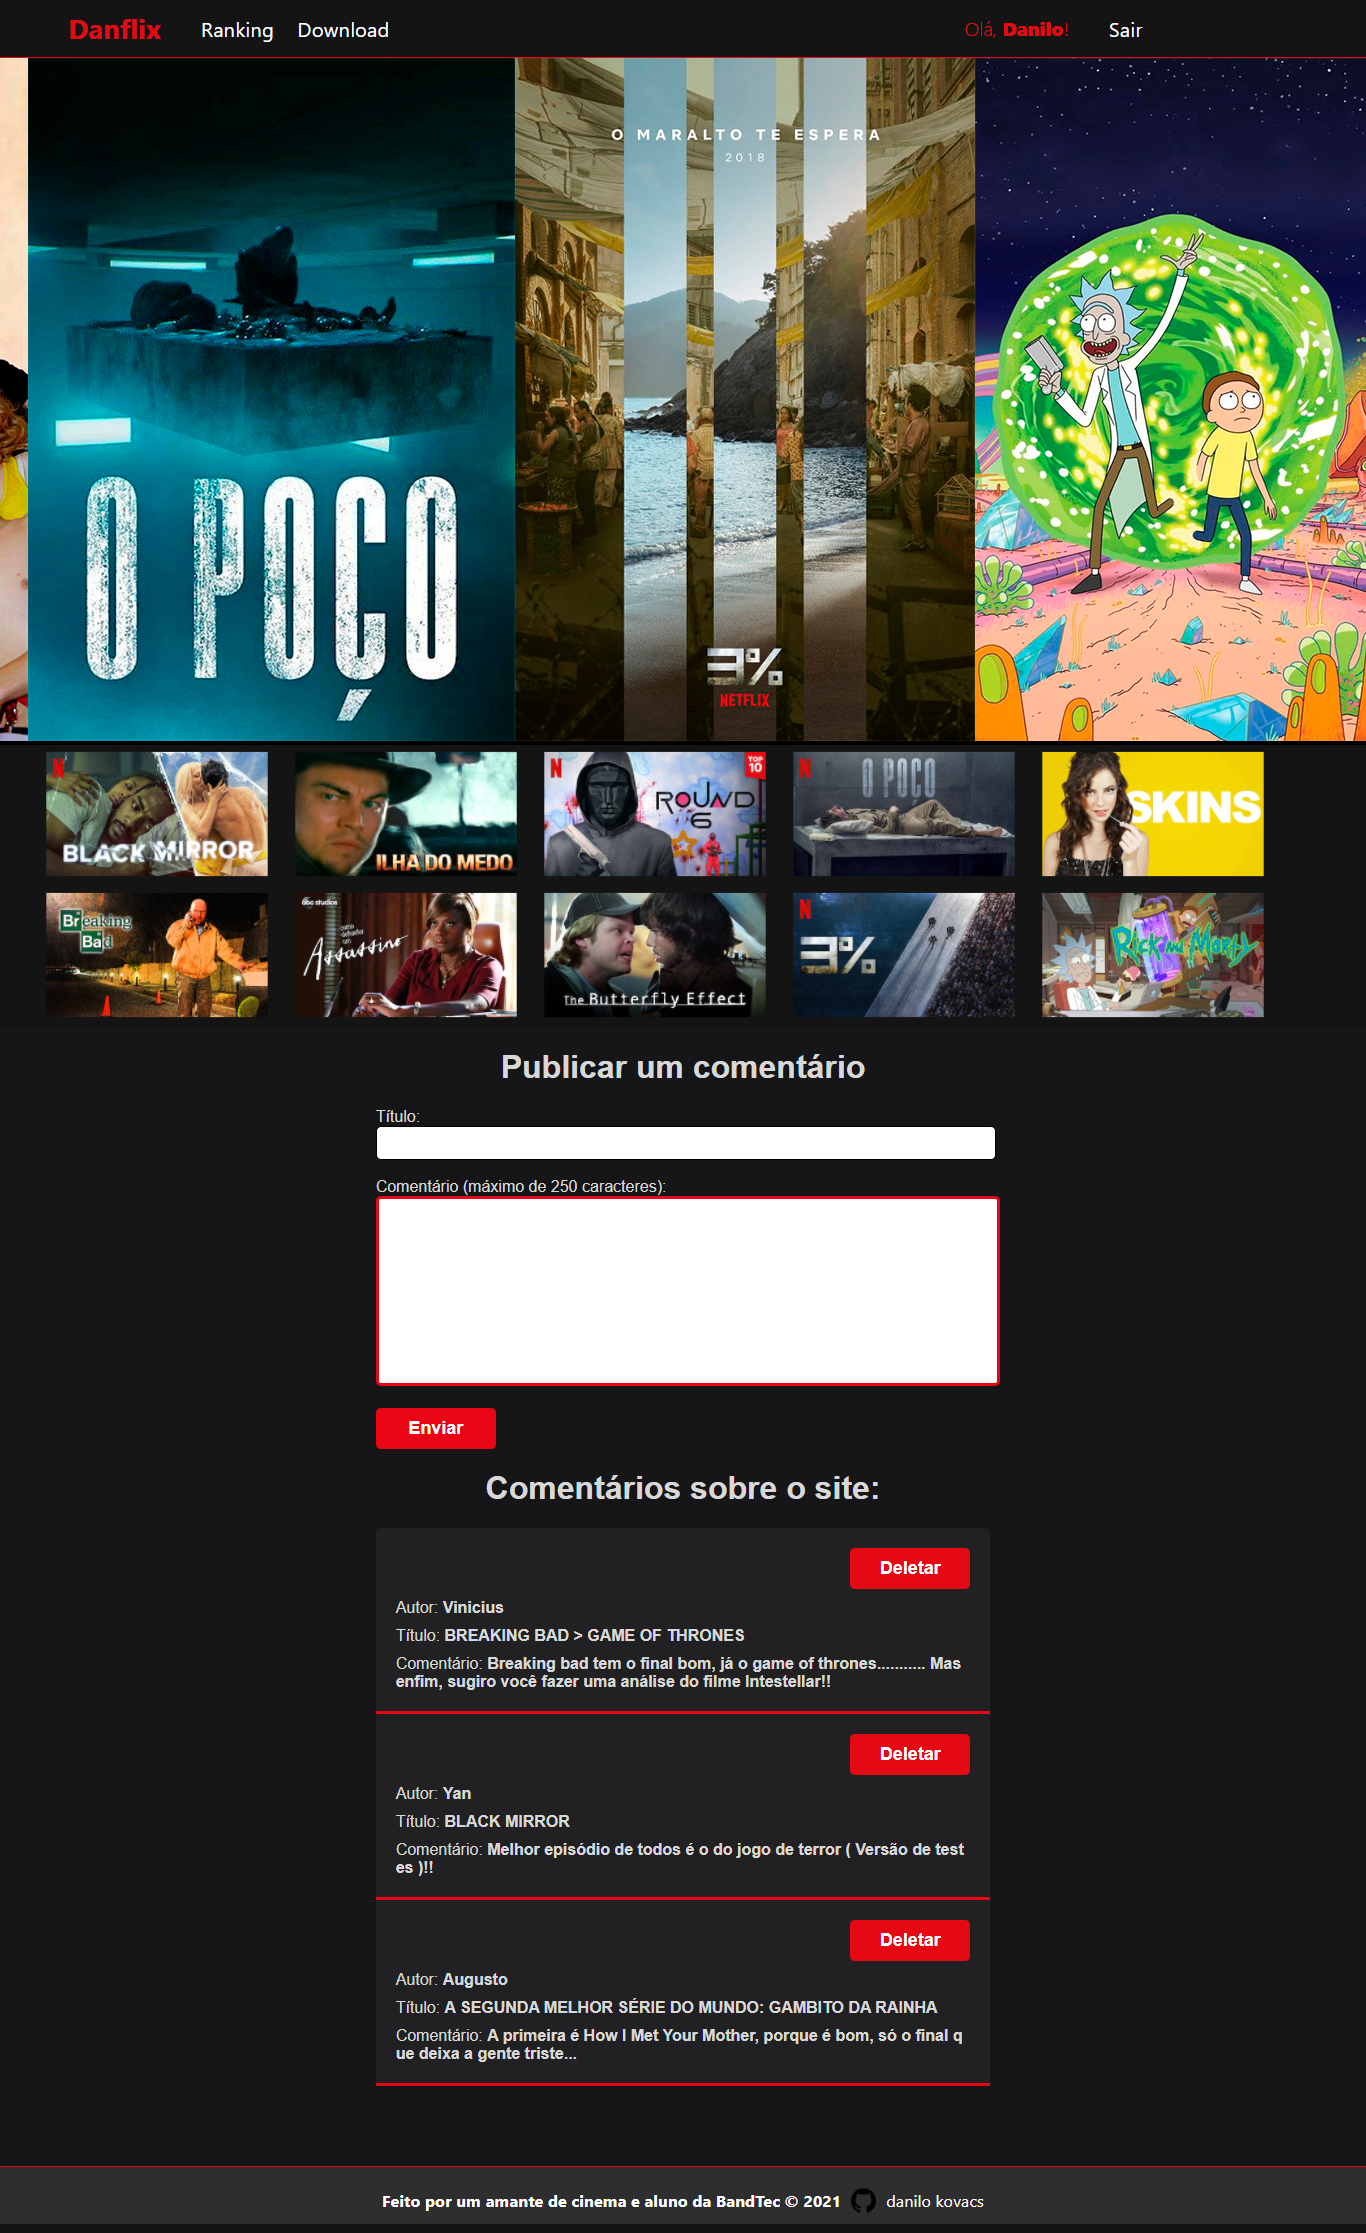 Danflix
Ranking
Download
Olá, Danilo!
Sair
O MARALTO TE ESPERA
2018
O POÇO
3%
NETFLIX
N
BLACK MIRROR
ILHA DO MEDO
N
TOP 10
ROUND 6
N
O POÇO
SKINS
Breaking
Bad
abc studios
como defender um
Assassino
The Butterfly Effect
N
3%
Rick and Morty
Publicar um comentário
Título:
Comentário (máximo de 250 caracteres):
Enviar
Comentários sobre o site:
Deletar
Autor: Vinicius
Título: BREAKING BAD > GAME OF THRONES
Comentário: Breaking bad tem o final bom, já o game of thrones........... Mas
enfim, sugiro você fazer uma análise do filme Intestellar!!
Deletar
Autor: Yan
Título: BLACK MIRROR
Comentário: Melhor episódio de todos é o do jogo de terror ( Versão de test
es )!!
Deletar
Autor: Augusto
Título: A SEGUNDA MELHOR SÉRIE DO MUNDO: GAMBITO DA RAINHA
Comentário: A primeira é How I Met Your Mother, porque é bom, só o final q
ue deixa a gente triste...
Feito por um amante de cinema e aluno da BandTec © 2021
danilo kovacs